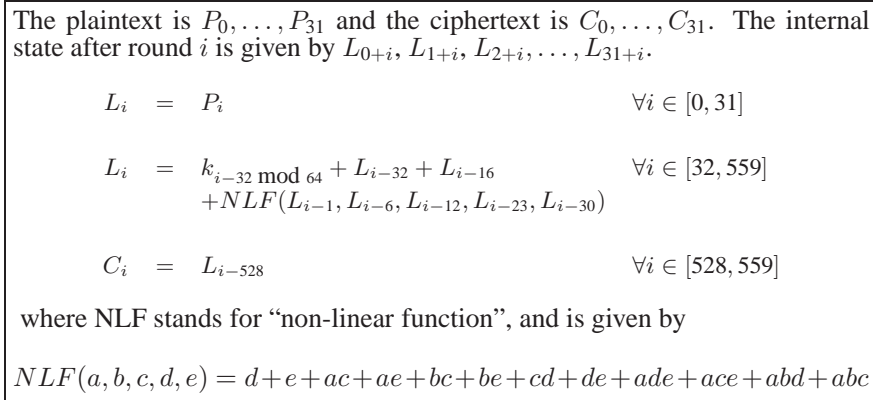 The plaintext is P_0, . . . , P_31 and the ciphertext is C_0, . . . , C_31. The internal
state after round i is given by L_{0+i}, L_{1+i}, L_{2+i}, . . . , L_{31+i}.
L_i = P_i ∀i ∈ [0, 31]
L_i = k_{i−32 mod 64} + L_{i−32} + L_{i−16} ∀i ∈ [32, 559]
+NLF(L_{i−1}, L_{i−6}, L_{i−12}, L_{i−23}, L_{i−30})
C_i = L_{i−528} ∀i ∈ [528, 559]
where NLF stands for “non-linear function”, and is given by
NLF(a, b, c, d, e) = d+e+ac+ae+bc+be+cd+de+ade+ace+abd+abc